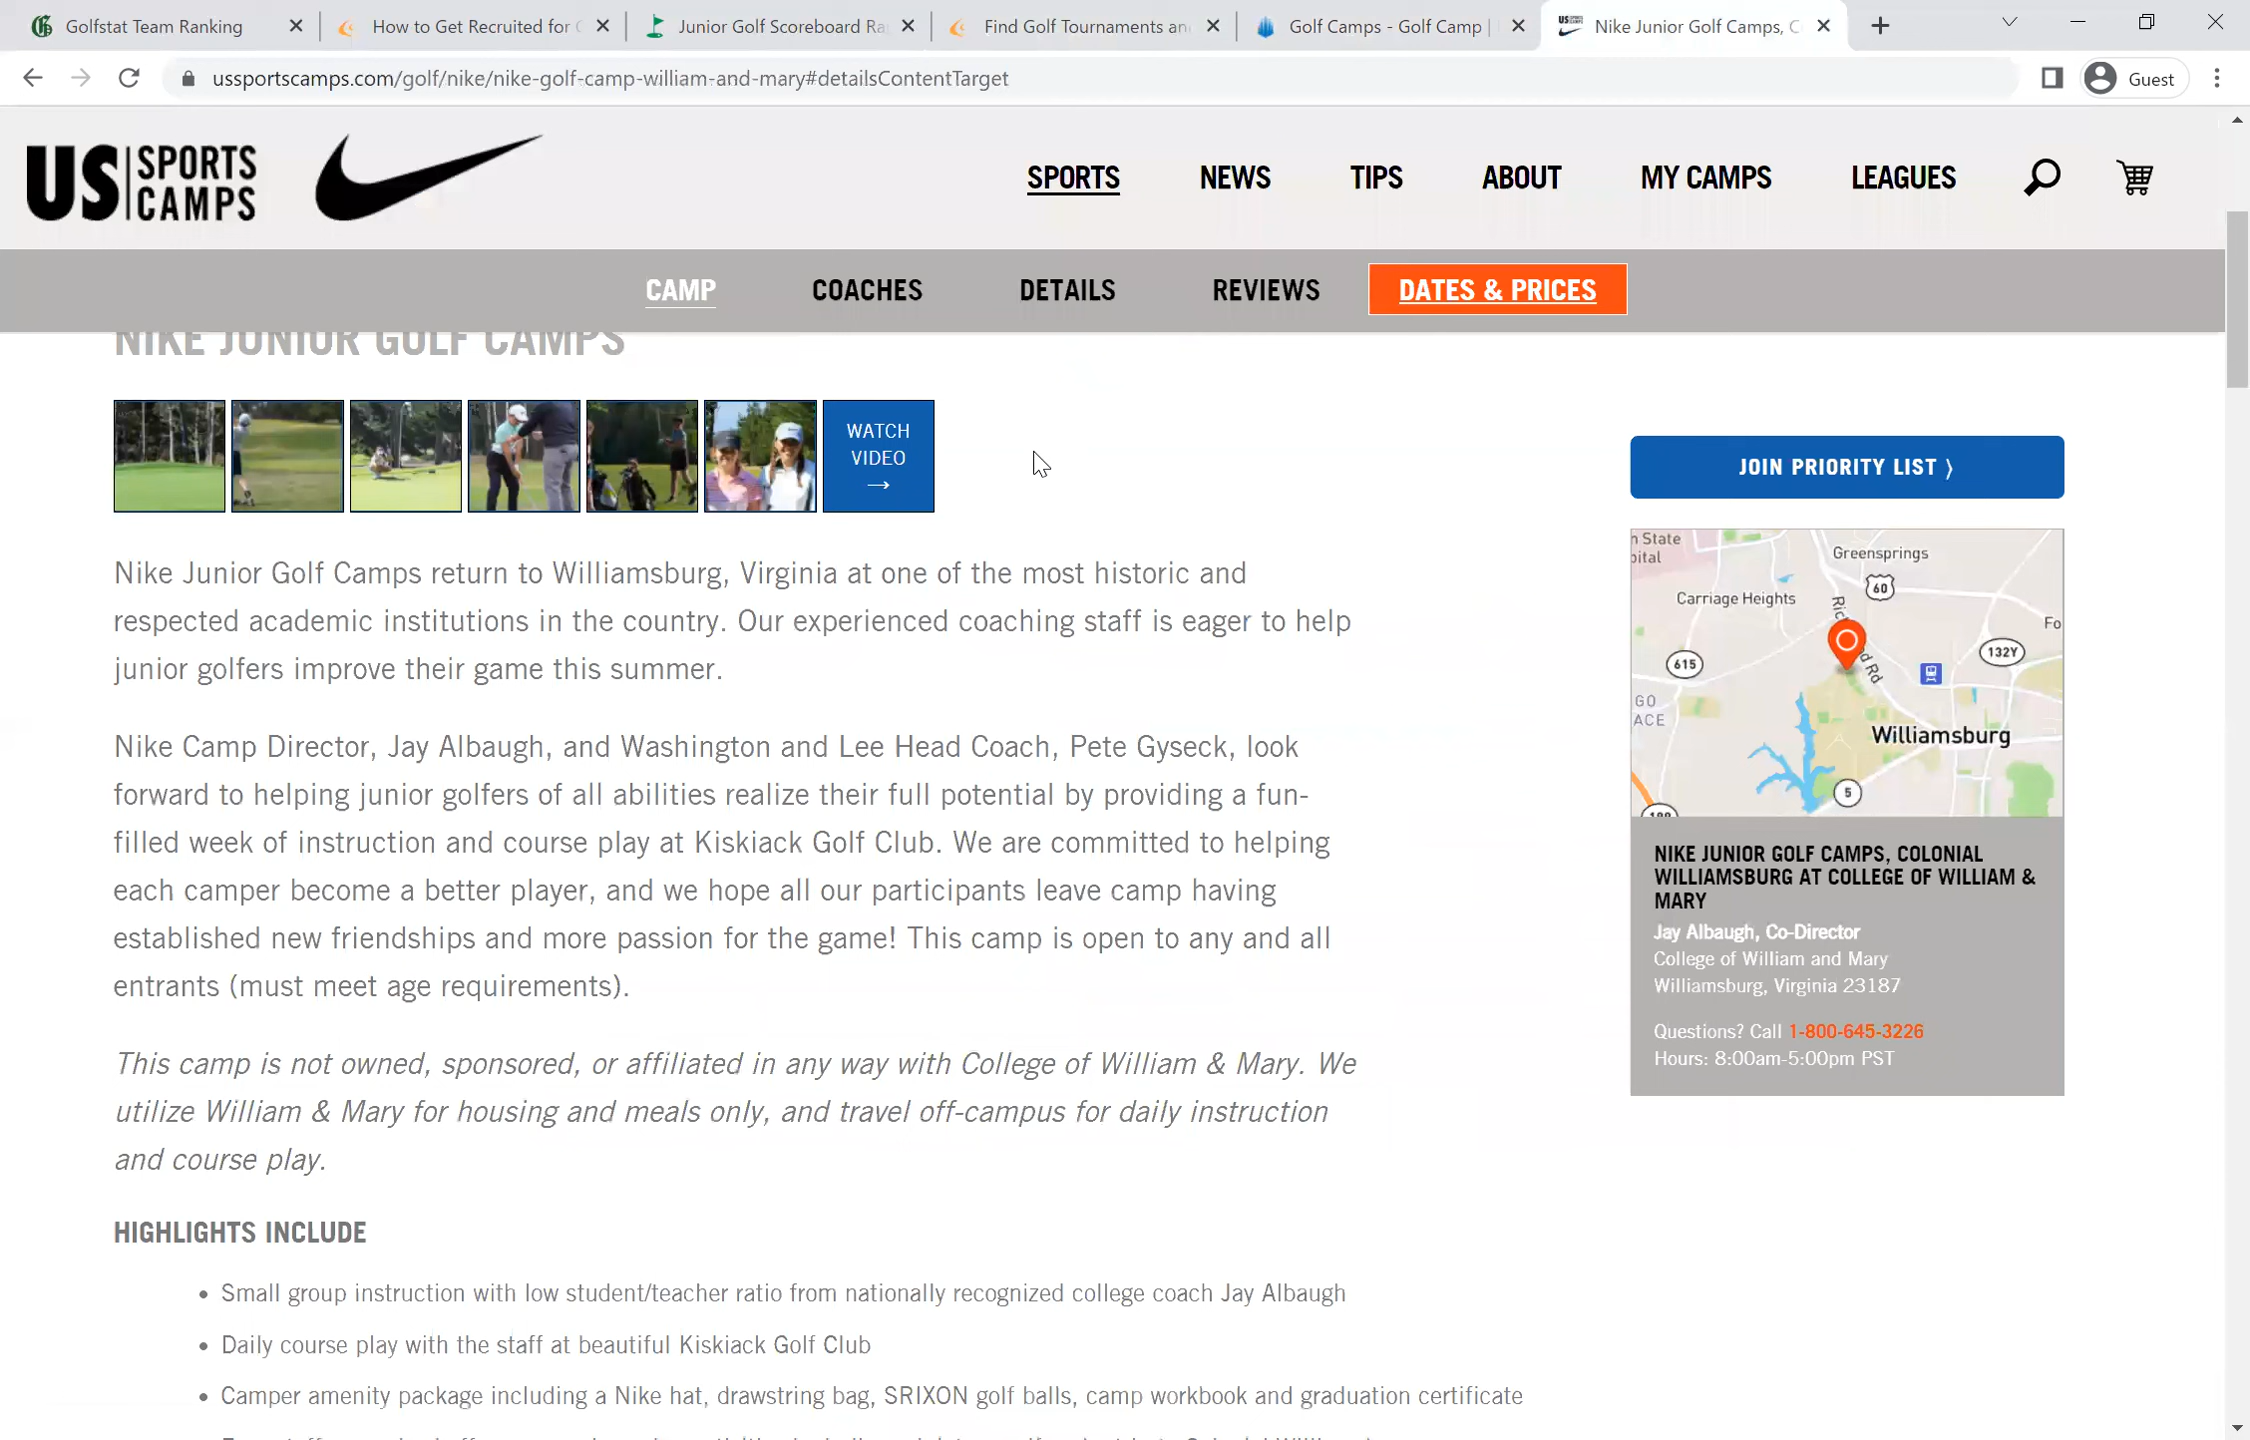 Golfstat Team Ranking
How to Get Recruited for
Junior Golf Scoreboard Ra
Find Golf Tournaments an
Golf Camps - Golf Camp |
Nike Junior Golf Camps, C
ussportscamps.com/golf/nike/nike-golf-camp-william-and-mary#detailsContentTarget
Guest
US SPORTS CAMPS
SPORTS
NEWS
TIPS
ABOUT
MY CAMPS
LEAGUES
CAMP
COACHES
DETAILS
REVIEWS
DATES & PRICES
NIKE JUNIOR GOLF CAMPS
WATCH
VIDEO
→
Nike Junior Golf Camps return to Williamsburg, Virginia at one of the most historic and
respected academic institutions in the country. Our experienced coaching staff is eager to help
junior golfers improve their game this summer.
Nike Camp Director, Jay Albaugh, and Washington and Lee Head Coach, Pete Gyseck, look
forward to helping junior golfers of all abilities realize their full potential by providing a fun-
filled week of instruction and course play at Kiskiack Golf Club. We are committed to helping
each camper become a better player, and we hope all our participants leave camp having
established new friendships and more passion for the game! This camp is open to any and all
entrants (must meet age requirements).
This camp is not owned, sponsored, or affiliated in any way with College of William & Mary. We
utilize William & Mary for housing and meals only, and travel off-campus for daily instruction
and course play.
HIGHLIGHTS INCLUDE
• Small group instruction with low student/teacher ratio from nationally recognized college coach Jay Albaugh
• Daily course play with the staff at beautiful Kiskiack Golf Club
• Camper amenity package including a Nike hat, drawstring bag, SRIXON golf balls, camp workbook and graduation certificate
JOIN PRIORITY LIST ⟩
n State
pital
Greensprings
60
Carriage Heights
Fo
132Y
615
d Rd
GO
ACE
Williamsburg
5
199
NIKE JUNIOR GOLF CAMPS, COLONIAL
WILLIAMSBURG AT COLLEGE OF WILLIAM &
MARY
Jay Albaugh, Co-Director
College of William and Mary
Williamsburg, Virginia 23187
Questions? Call 1-800-645-3226
Hours: 8:00am-5:00pm PST